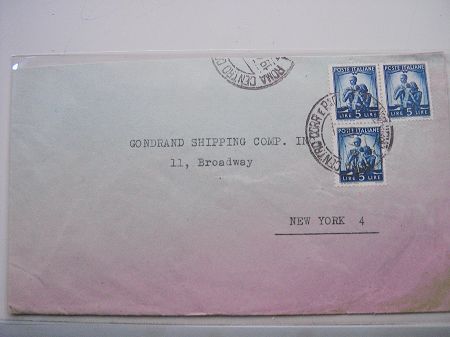 ROMA CENTRO
POSTE ITALIANE
LIRE 5 LIRE
POSTE ITALIANE
LIRE 5 LIRE
POSTE ITALIANE
LIRE 5 LIRE
GONDRAND SHIPPING COMP. IN
11, Broadway
NEW YORK 4